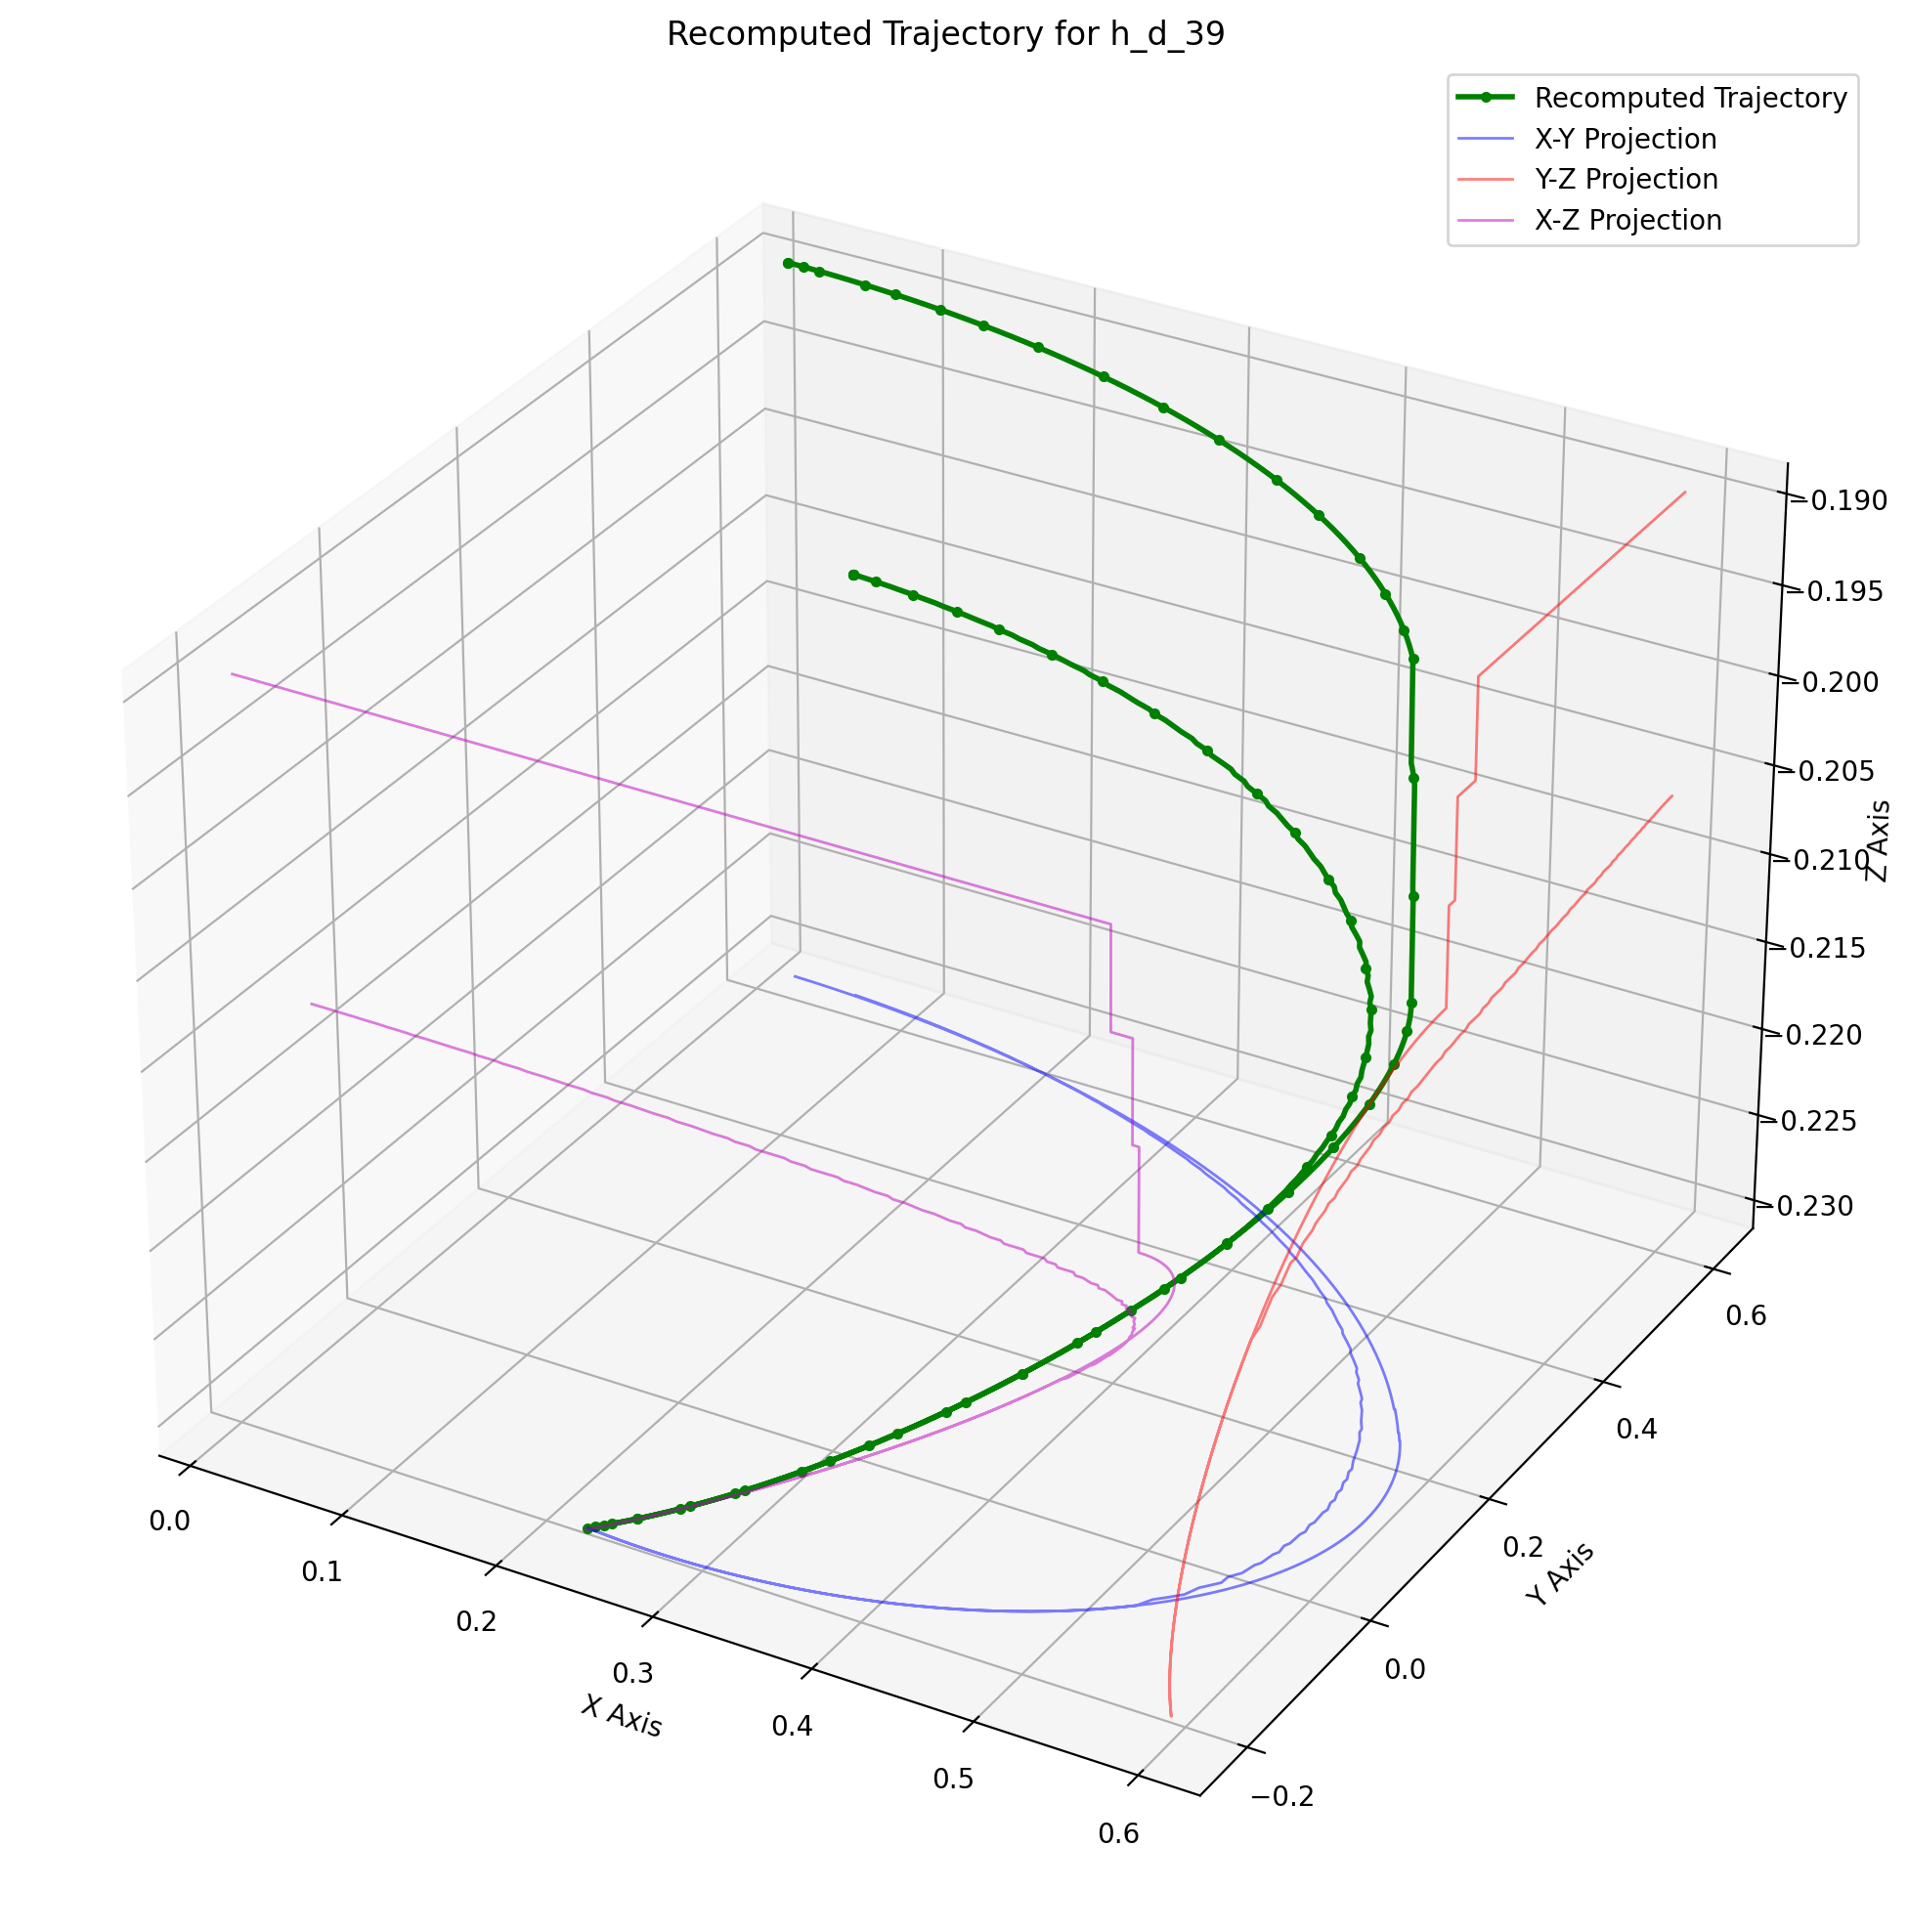 Recomputed Trajectory for h_d_39
Recomputed Trajectory
X-Y Projection
Y-Z Projection
X-Z Projection
−0.190
−0.195
−0.200
−0.205
−0.210
−0.215
−0.220
−0.225
−0.230
Z Axis
0.6
0.4
0.2
0.0
−0.2
Y Axis
0.0
0.1
0.2
0.3
0.4
0.5
0.6
X Axis